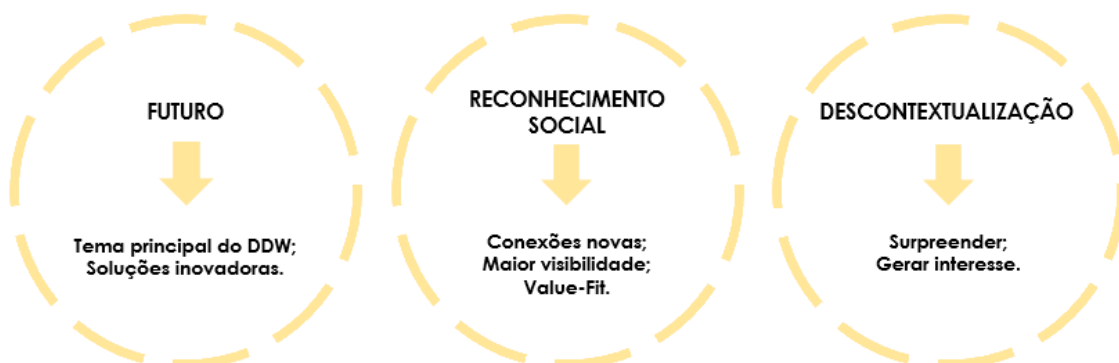 FUTURO
Tema principal do DDW;
Soluções inovadoras.
RECONHECIMENTO
SOCIAL
Conexões novas;
Maior visibilidade;
Value-Fit.
DESCONTEXTUALIZAÇÃO
Surpreender;
Gerar interesse.